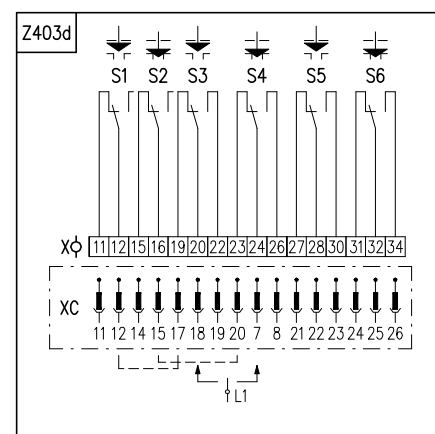 Z403d
S1 S2 S3 S4 S5 S6
X 11 12 15 16 19 20 22 23 24 26 27 28 30 31 32 34
XC
11 12 14 15 17 18 19 20 7 8 21 22 23 24 25 26
L1